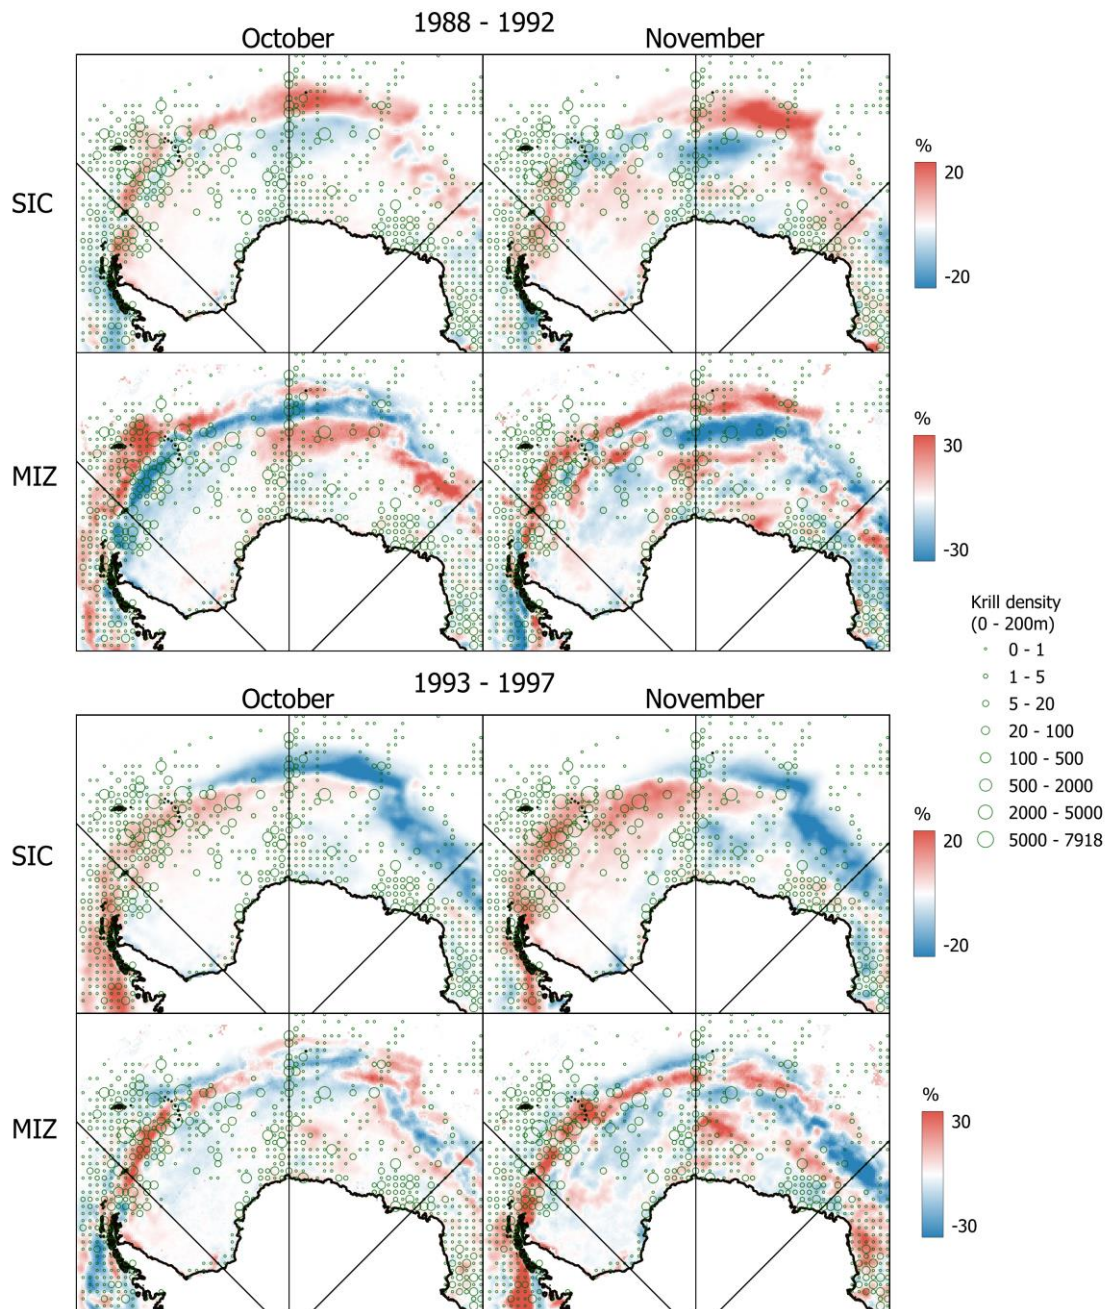 1988 - 1992
October November
SIC
%
20
-20
MIZ
%
30
-30
Krill density
(0 - 200m)
0 - 1
1 - 5
5 - 20
20 - 100
100 - 500
500 - 2000
2000 - 5000
5000 - 7918
1993 - 1997
October November
SIC
%
20
-20
MIZ
%
30
-30